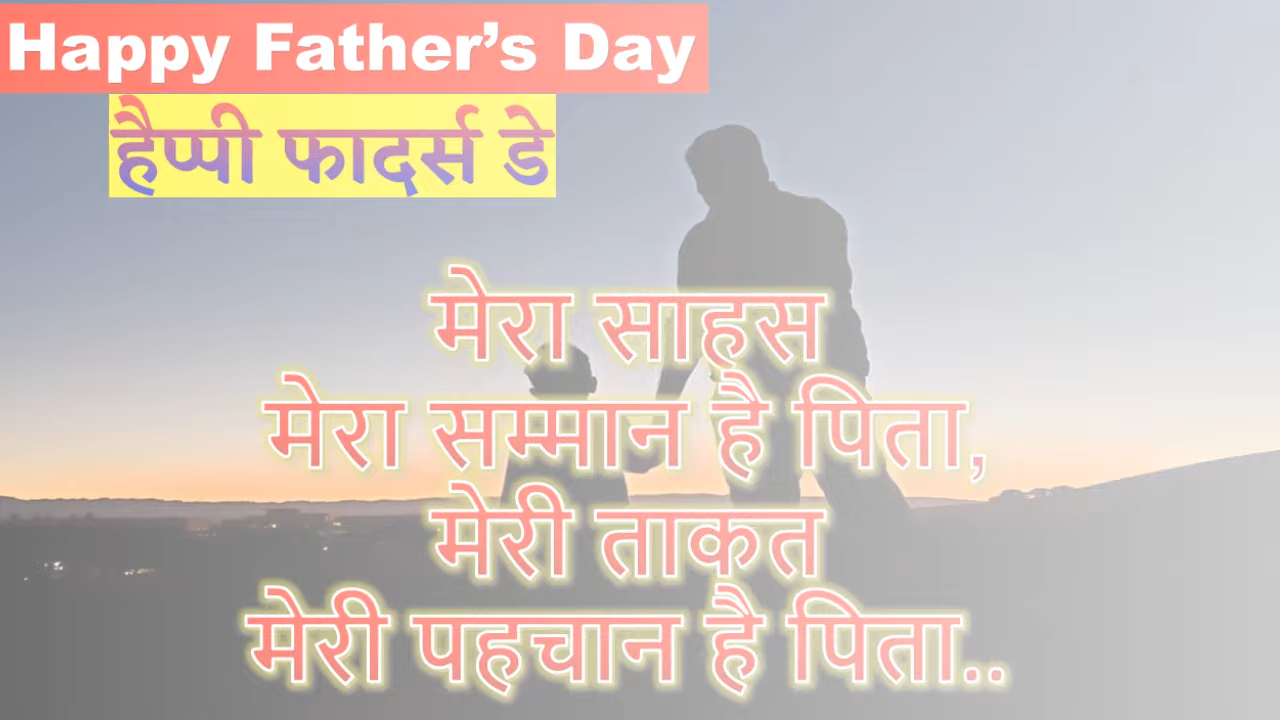 Happy Father’s Day
हैप्पी फादर्स डे
मेरा साहस
मेरा सम्मान है पिता,
मेरी ताकत
मेरी पहचान है पिता..